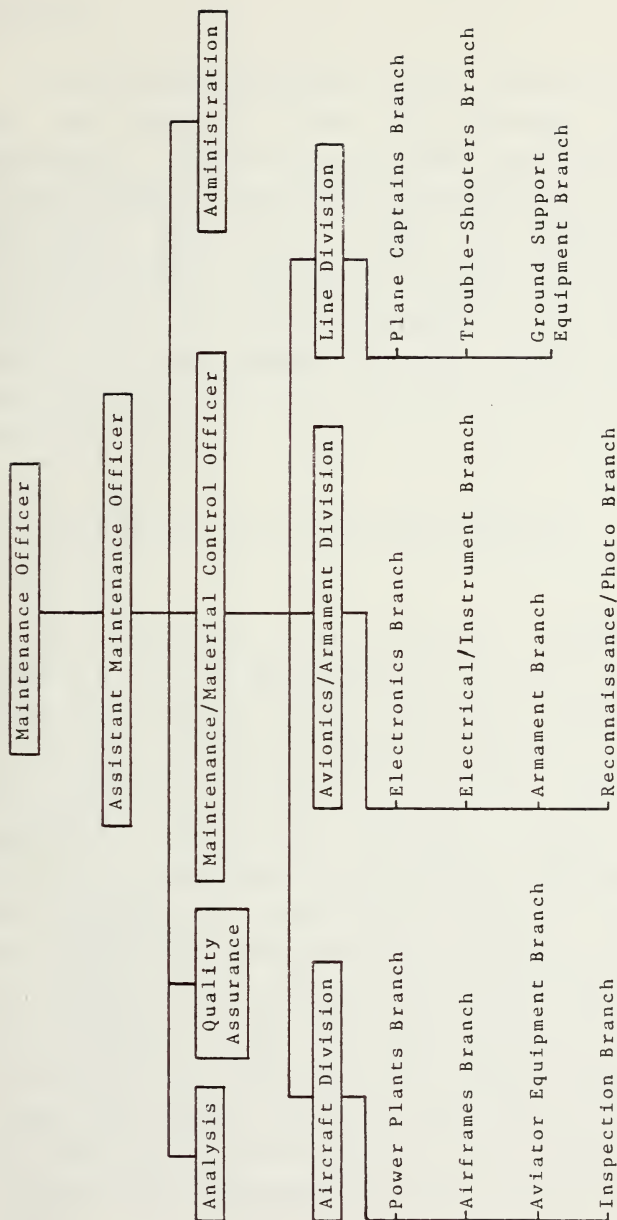 Maintenance Officer
Assistant Maintenance Officer
Analysis
Quality
Assurance
Maintenance/Material Control Officer
Administration
Aircraft Division
Power Plants Branch
Airframes Branch
Aviator Equipment Branch
Inspection Branch
Avionics/Armament Division
Electronics Branch
Electrical/Instrument Branch
Armament Branch
Reconnaissance/Photo Branch
Line Division
Plane Captains Branch
Trouble-Shooters Branch
Ground Support
Equipment Branch